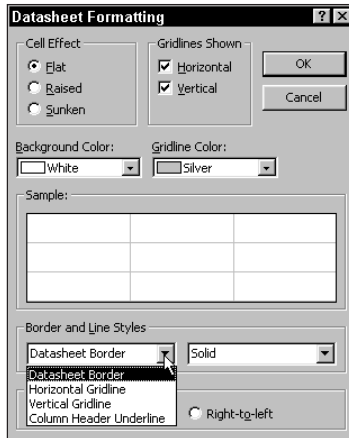 Datasheet Formatting
Cell Effect
Flat
Raised
Sunken
Gridlines Shown
Horizontal
Vertical
OK
Cancel
Background Color:
White
Gridline Color:
Silver
Sample:
Border and Line Styles
Datasheet Border
Solid
Datasheet Border
Horizontal Gridline
Vertical Gridline
Column Header Underline
Right-to-left